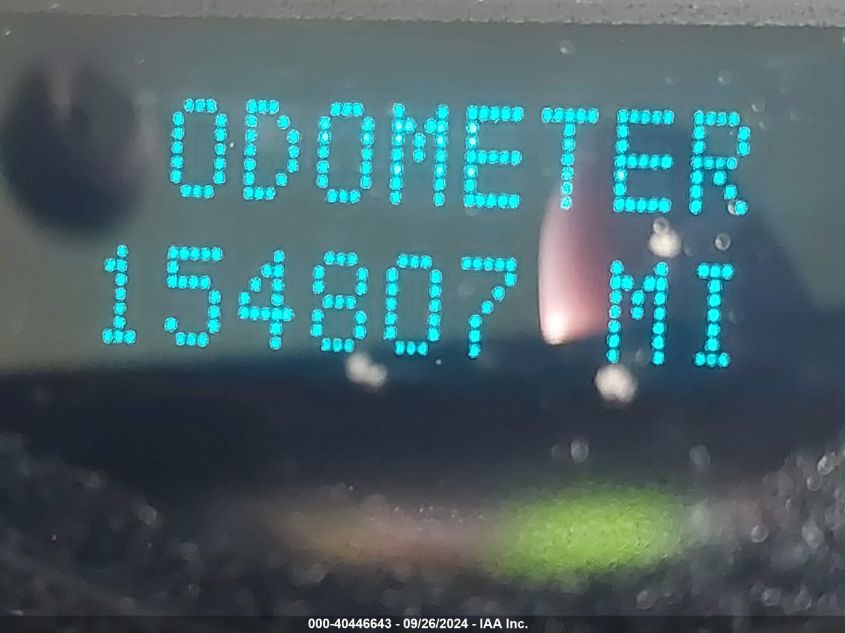 ODOMETER
154807 MI
000-40446643 - 09/26/2024 - IAA Inc.